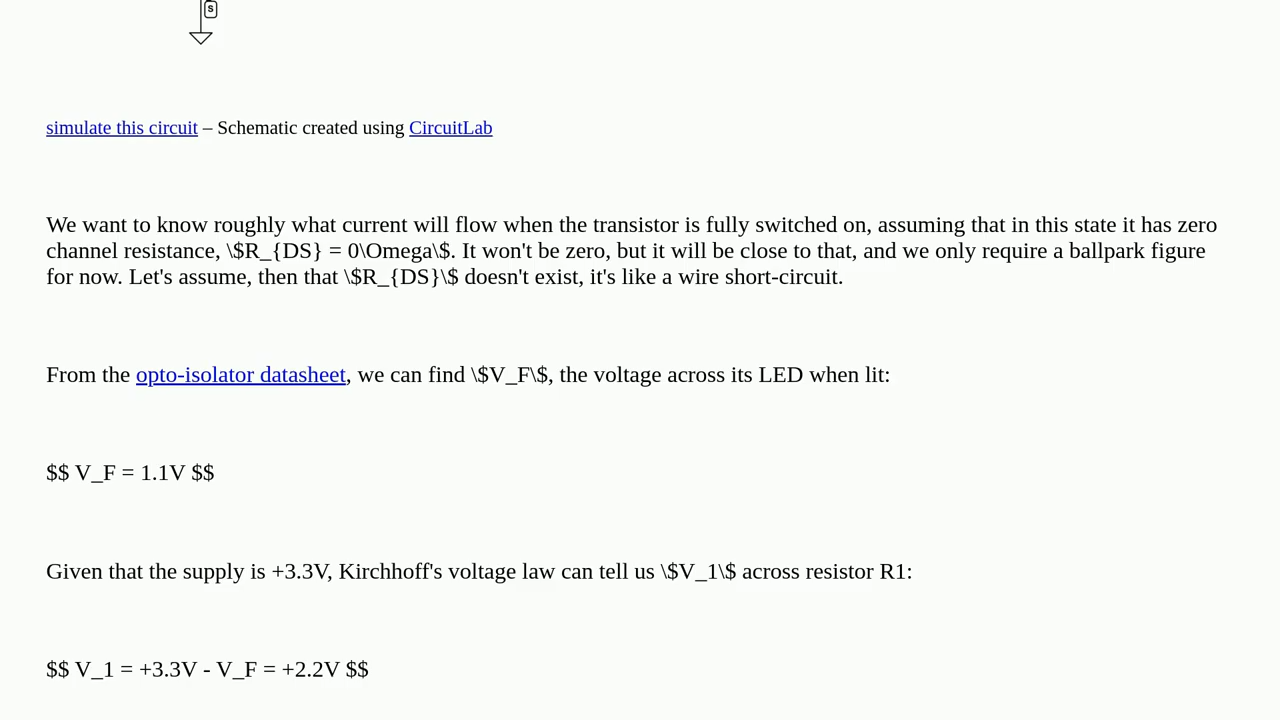 s
simulate this circuit – Schematic created using CircuitLab
We want to know roughly what current will flow when the transistor is fully switched on, assuming that in this state it has zero
channel resistance, \$R_{DS} = 0\Omega\$. It won't be zero, but it will be close to that, and we only require a ballpark figure
for now. Let's assume, then that \$R_{DS}\$ doesn't exist, it's like a wire short-circuit.
From the opto-isolator datasheet, we can find \$V_F\$, the voltage across its LED when lit:
$$ V_F = 1.1V $$
Given that the supply is +3.3V, Kirchhoff's voltage law can tell us \$V_1\$ across resistor R1:
$$ V_1 = +3.3V - V_F = +2.2V $$